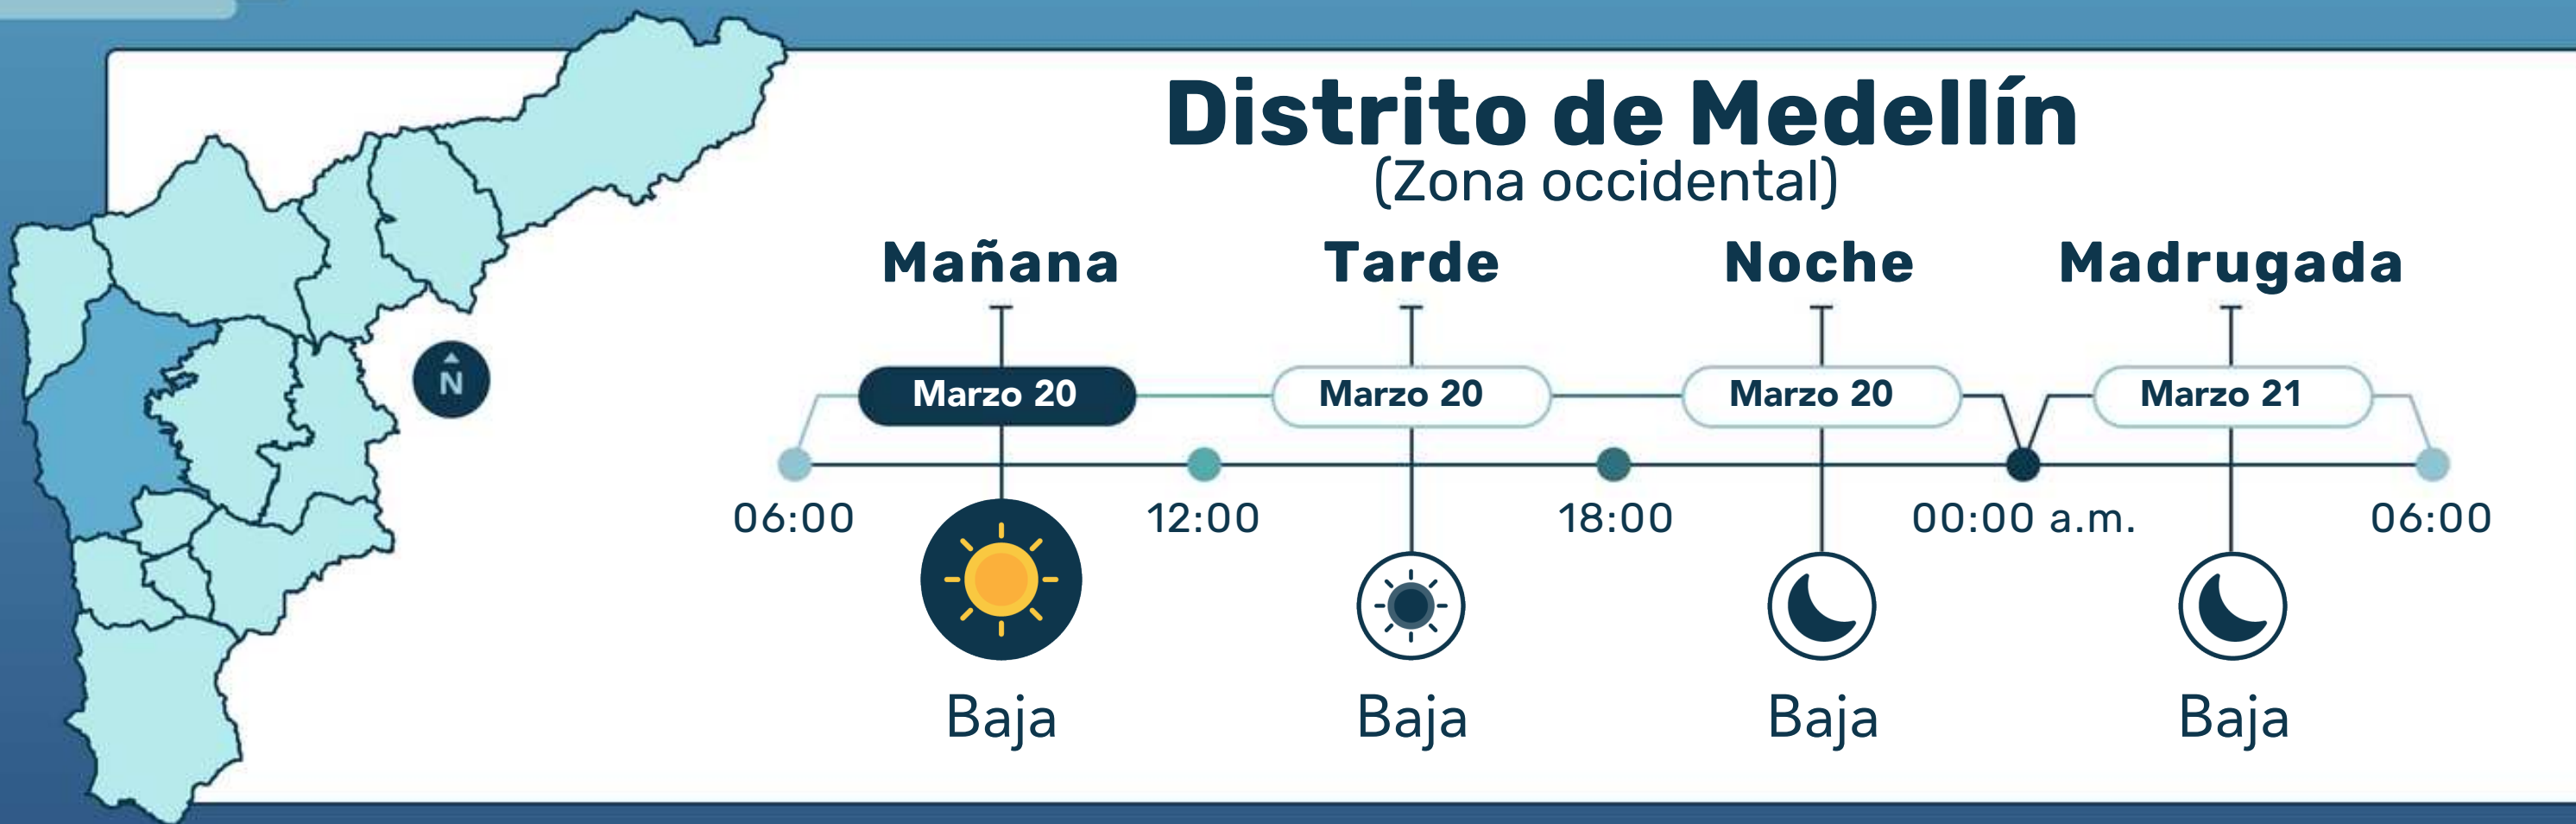 Distrito de Medellín
(Zona occidental)
Mañana Tarde Noche Madrugada
N
Marzo 20 Marzo 20 Marzo 20 Marzo 21
06:00 12:00 18:00 00:00 a.m. 06:00
Baja Baja Baja Baja